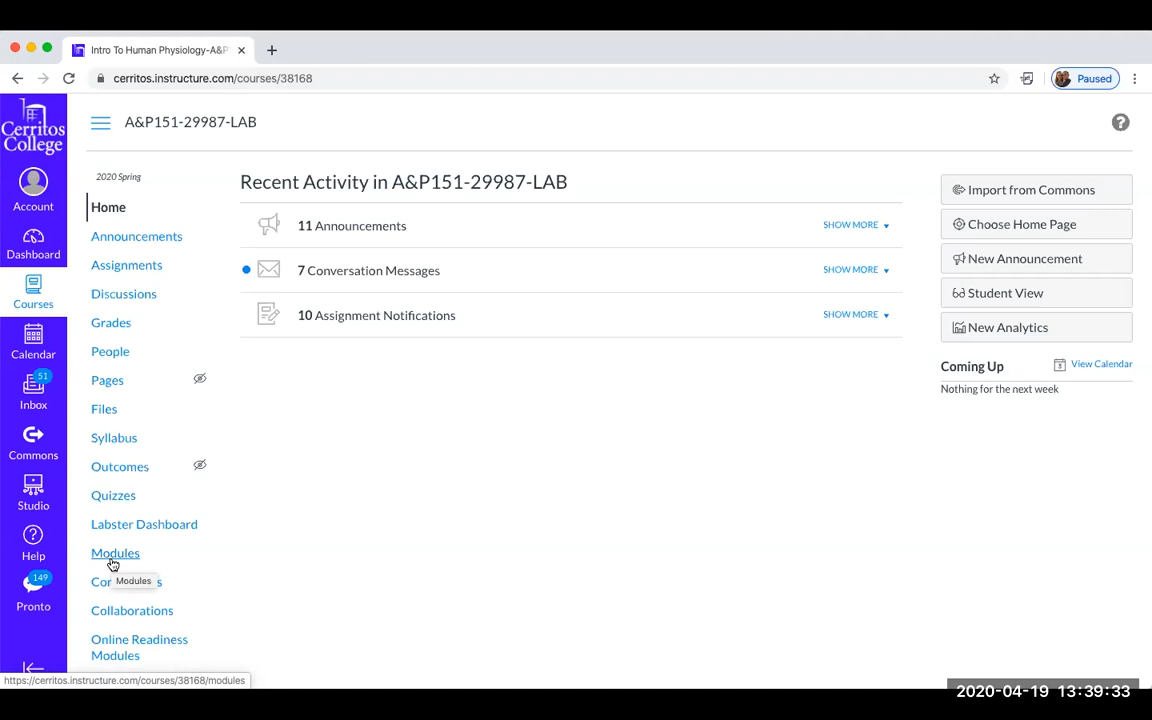 Intro To Human Physiology-A&P
cerritos.instructure.com/courses/38168
Paused
Cerritos
College
A&P151-29987-LAB
Account
Dashboard
Courses
Calendar
51
Inbox
Commons
Studio
Help
149
Pronto
2020 Spring
Home
Announcements
Assignments
Discussions
Grades
People
Pages
Files
Syllabus
Outcomes
Quizzes
Labster Dashboard
Modules
Modules
Collaborations
Online Readiness
Modules
Recent Activity in A&P151-29987-LAB
11 Announcements
SHOW MORE
7 Conversation Messages
SHOW MORE
10 Assignment Notifications
SHOW MORE
Import from Commons
Choose Home Page
New Announcement
Student View
New Analytics
Coming Up
View Calendar
Nothing for the next week
https://cerritos.instructure.com/courses/38168/modules
2020-04-19 13:39:33